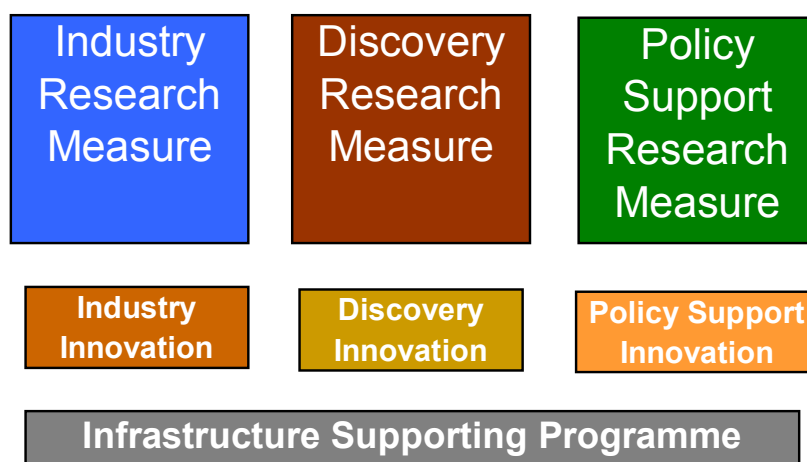 Industry
Research
Measure
Discovery
Research
Measure
Policy
Support
Research
Measure
Industry
Innovation
Discovery
Innovation
Policy Support
Innovation
Infrastructure Supporting Programme